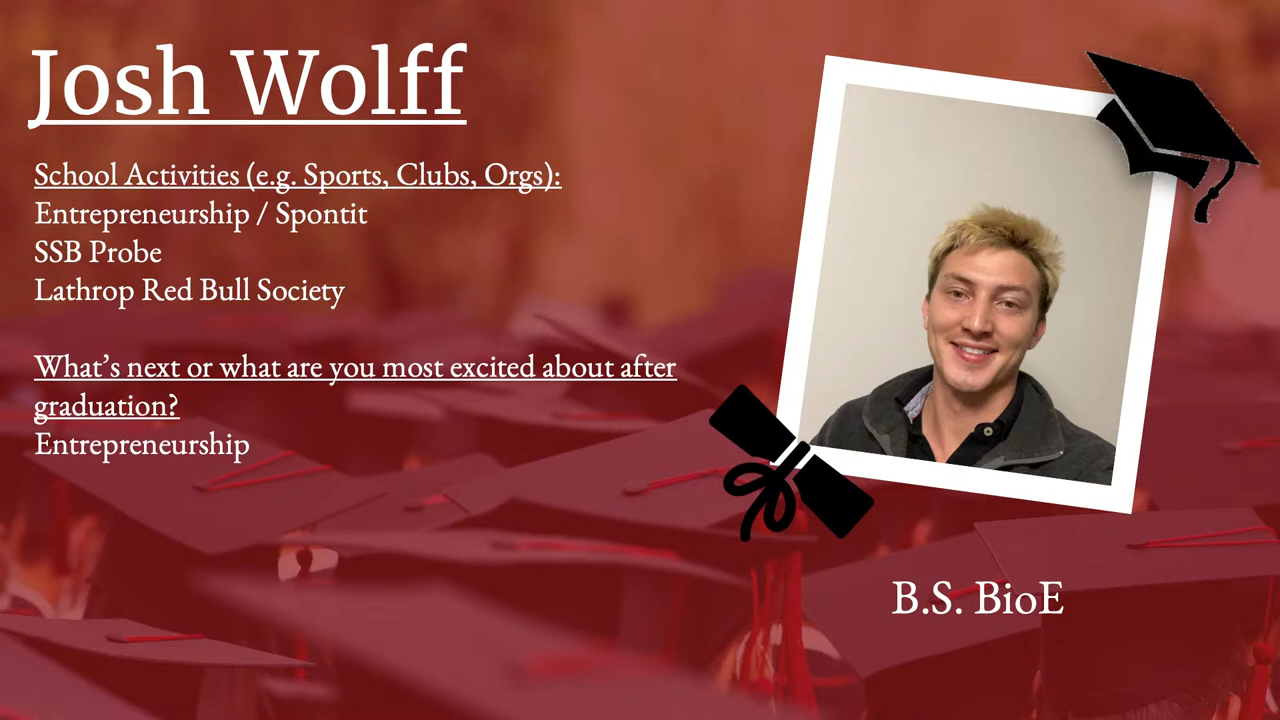 Josh Wolff
School Activities (e.g. Sports, Clubs, Orgs):
Entrepreneurship / Spontit
SSB Probe
Lathrop Red Bull Society
What’s next or what are you most excited about after
graduation?
Entrepreneurship
B.S. BioE